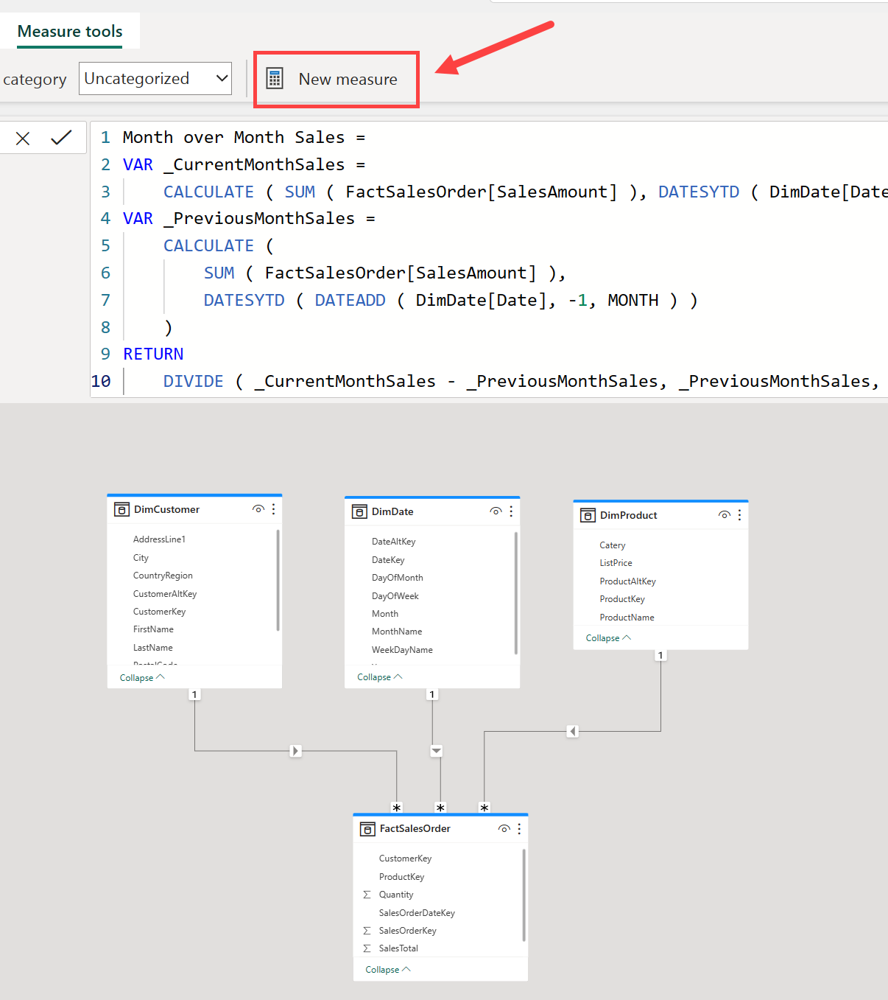 Measure tools
category Uncategorized New measure
1 Month over Month Sales =
2 VAR _CurrentMonthSales =
3 CALCULATE ( SUM ( FactSalesOrder[SalesAmount] ), DATESYTD ( DimDate[Date
4 VAR _PreviousMonthSales =
5 CALCULATE (
6 SUM ( FactSalesOrder[SalesAmount] ),
7 DATESYTD ( DATEADD ( DimDate[Date], -1, MONTH ) )
8 )
9 RETURN
10 DIVIDE ( _CurrentMonthSales - _PreviousMonthSales, _PreviousMonthSales,
DimCustomer
AddressLine1
City
CountryRegion
CustomerAltKey
CustomerKey
FirstName
LastName
PostalCode
Collapse
1
DimDate
DateAltKey
DateKey
DayOfMonth
DayOfWeek
Month
MonthName
WeekDayName
Collapse
1
DimProduct
Catery
ListPrice
ProductAltKey
ProductKey
ProductName
Collapse
1
* * *
FactSalesOrder
CustomerKey
ProductKey
Σ Quantity
SalesOrderDateKey
Σ SalesOrderKey
Σ SalesTotal
Collapse